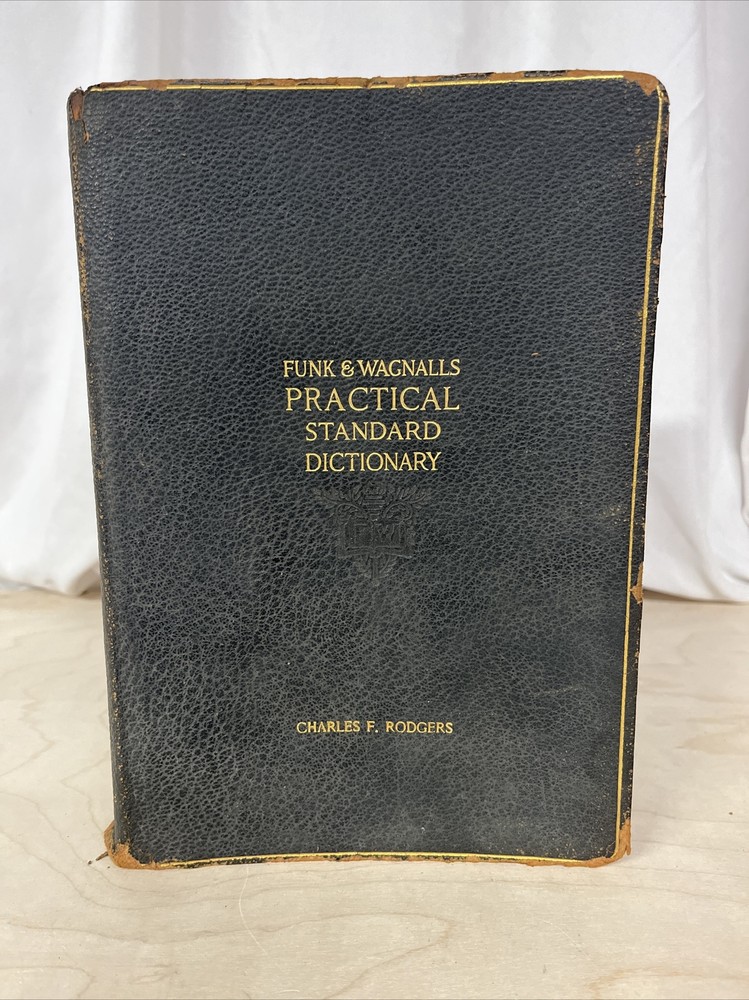 FUNK & WAGNALLS
PRACTICAL
STANDARD
DICTIONARY
F W
CHARLES F. RODGERS